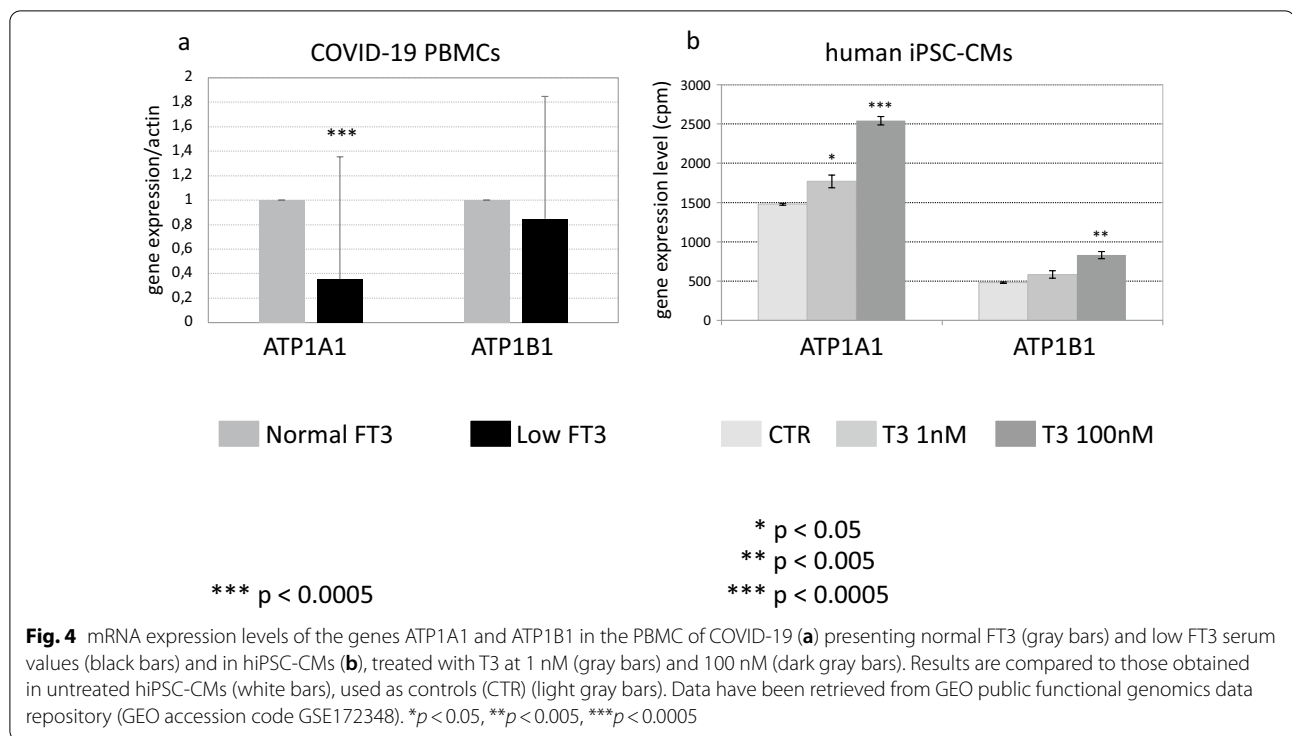 a
COVID-19 PBMCs
gene expression/actin
2
1,8
1,6
1,4
1,2
1
0,8
0,6
0,4
0,2
0
***
ATP1A1
ATP1B1
Normal FT3
Low FT3
*** p < 0.0005
b
human iPSC-CMs
gene expression level (cpm)
3000
2500
2000
1500
1000
500
0
*
***
**
ATP1A1
ATP1B1
CTR
T3 1nM
T3 100nM
* p < 0.05
** p < 0.005
*** p < 0.0005
Fig. 4 mRNA expression levels of the genes ATP1A1 and ATP1B1 in the PBMC of COVID-19 (a) presenting normal FT3 (gray bars) and low FT3 serum
values (black bars) and in hiPSC-CMs (b), treated with T3 at 1 nM (gray bars) and 100 nM (dark gray bars). Results are compared to those obtained
in untreated hiPSC-CMs (white bars), used as controls (CTR) (light gray bars). Data have been retrieved from GEO public functional genomics data
repository (GEO accession code GSE172348). *p < 0.05, **p < 0.005, ***p < 0.0005